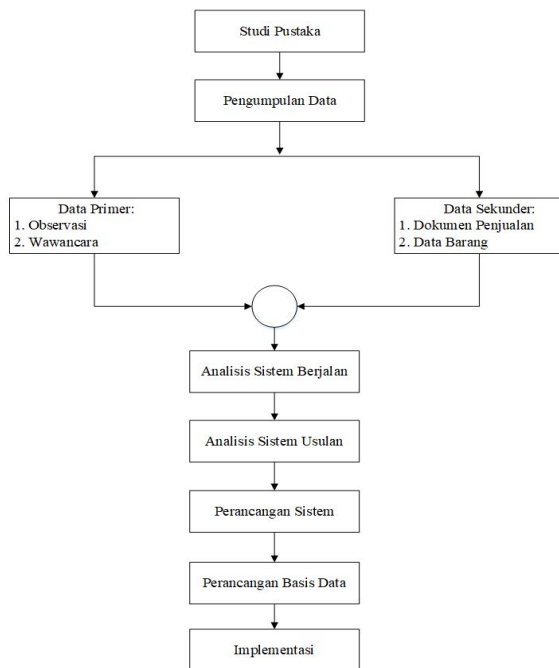 Studi Pustaka
Pengumpulan Data
Data Primer:
1. Observasi
2. Wawancara
Data Sekunder:
1. Dokumen Penjualan
2. Data Barang
Analisis Sistem Berjalan
Analisis Sistem Usulan
Perancangan Sistem
Perancangan Basis Data
Implementasi